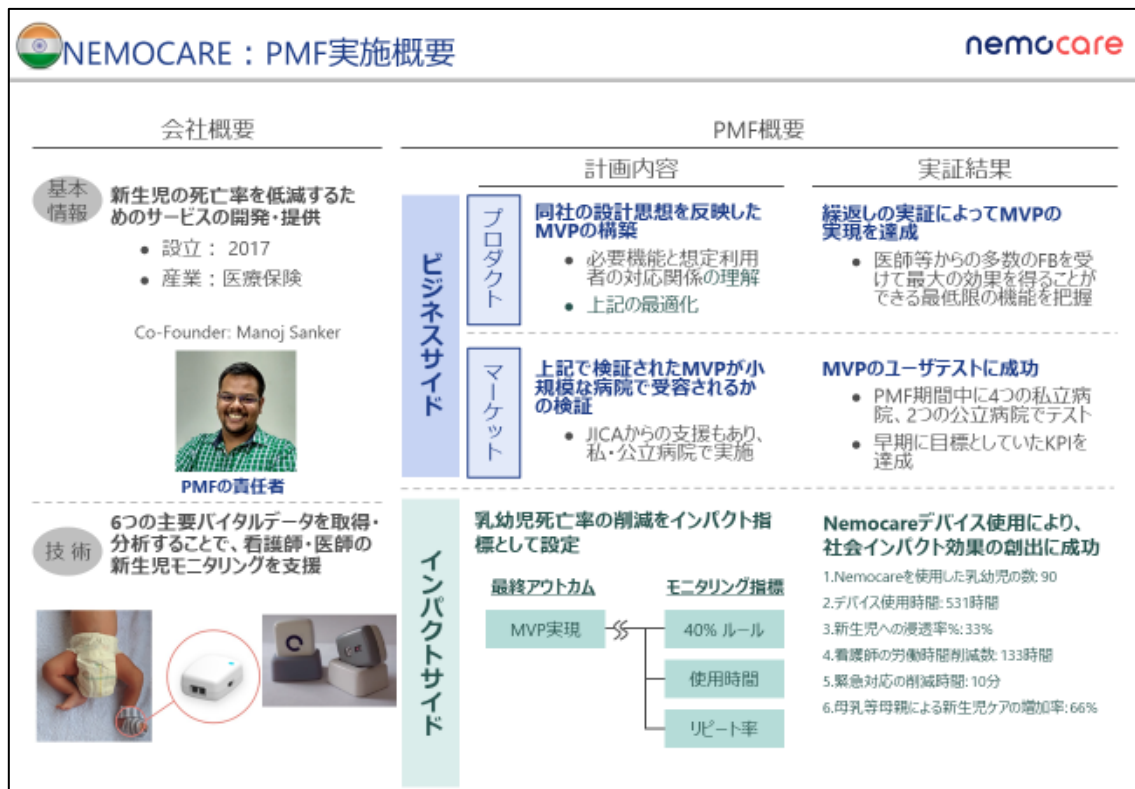 NEMOCARE：PMF実施概要
nemocare
会社概要
基本
情報
新生児の死亡率を低減するた
めのサービスの開発・提供
• 設立： 2017
• 産業：医療保険
Co-Founder: Manoj Sanker
PMFの責任者
技術
6つの主要バイタルデータを取得・
分析することで、看護師・医師の
新生児モニタリングを支援
PMF概要
計画内容
実証結果
ビジネスサイド
プロダクト
同社の設計思想を反映した
MVPの構築
• 必要機能と想定利用
者の対応関係の理解
• 上記の最適化
繰返しの実証によってMVPの
実現を達成
• 医師等からの多数のFBを受
けて最大の効果を得ることが
できる最低限の機能を把握
マーケット
上記で検証されたMVPが小
規模な病院で受容されるか
の検証
• JICAからの支援もあり、
私・公立病院で実施
MVPのユーザテストに成功
• PMF期間中に4つの私立病
院、2つの公立病院でテスト
• 早期に目標としていたKPIを
達成
インパクトサイド
乳幼児死亡率の削減をインパクト指
標として設定
最終アウトカム
モニタリング指標
MVP実現
40% ルール
使用時間
リピート率
Nemocareデバイス使用により、
社会インパクト効果の創出に成功
1.Nemocareを使用した乳幼児の数: 90
2.デバイス使用時間: 531時間
3.新生児への浸透率%: 33%
4.看護師の労働時間削減数: 133時間
5.緊急対応の削減時間: 10分
6.母乳等母親による新生児ケアの増加率: 66%